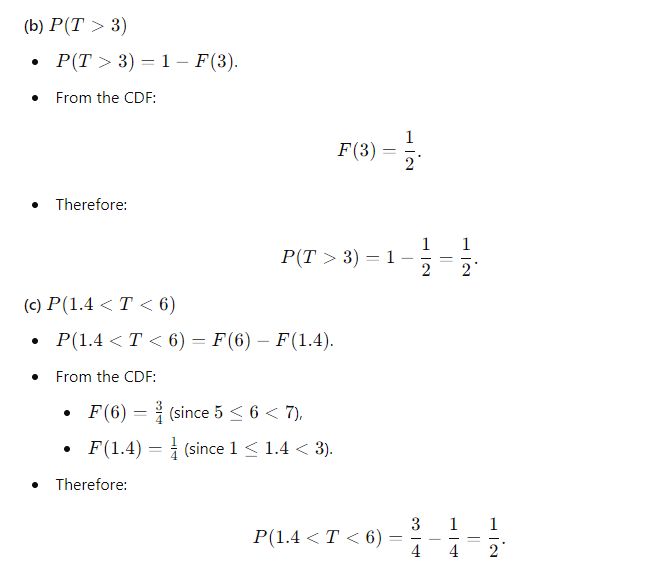 (b) P(T > 3)
• P(T > 3) = 1 − F(3).
• From the CDF:
F(3) = 1/2.
• Therefore:
P(T > 3) = 1 − 1/2 = 1/2.
(c) P(1.4 < T < 6)
• P(1.4 < T < 6) = F(6) − F(1.4).
• From the CDF:
• F(6) = 3/4 (since 5 ≤ 6 < 7),
• F(1.4) = 1/4 (since 1 ≤ 1.4 < 3).
• Therefore:
P(1.4 < T < 6) = 3/4 − 1/4 = 1/2.